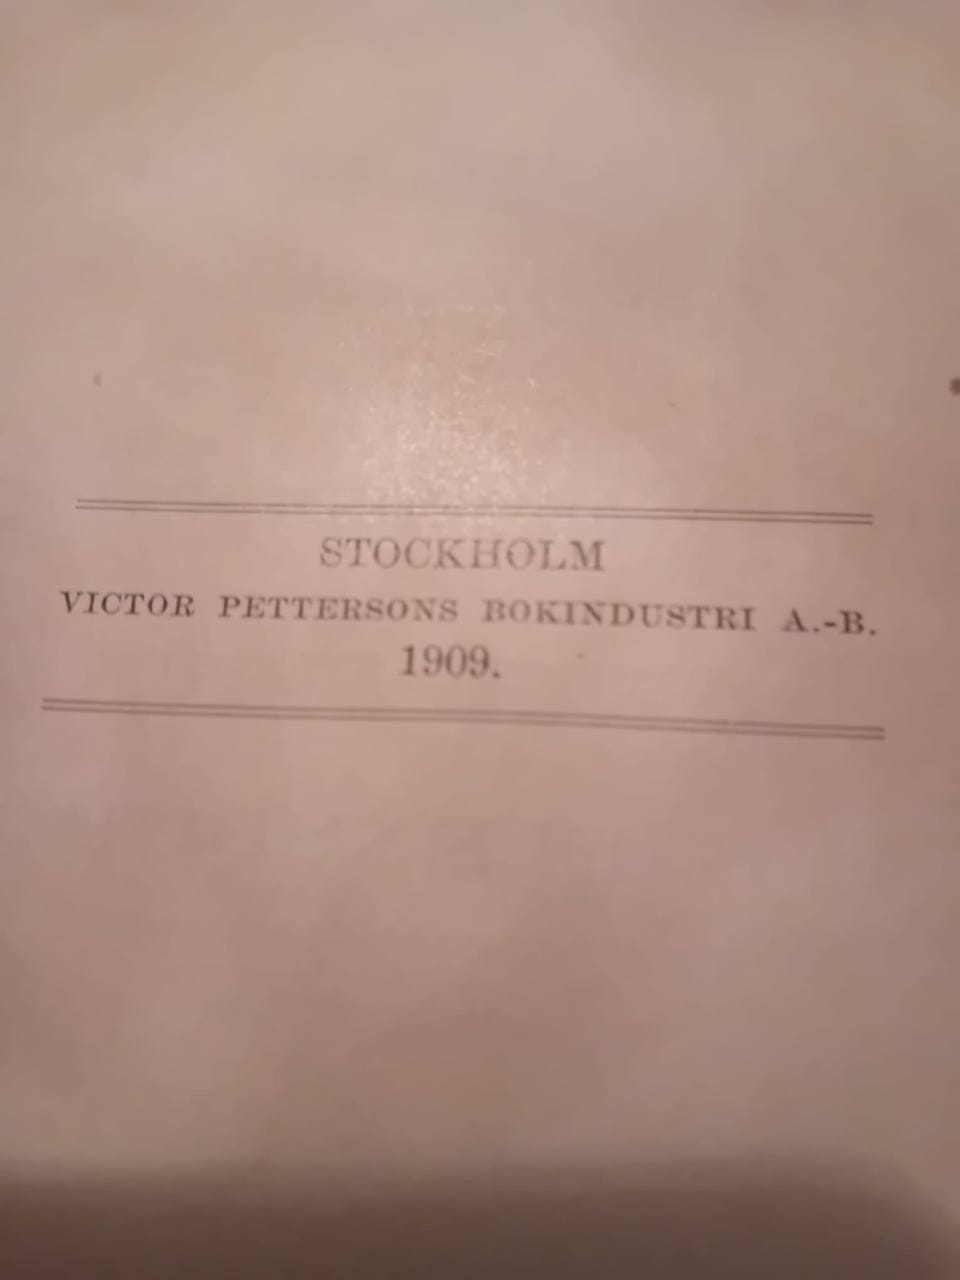 STOCKHOLM
VICTOR PETTERSONS BOKINDUSTRI A.-B.
1909.